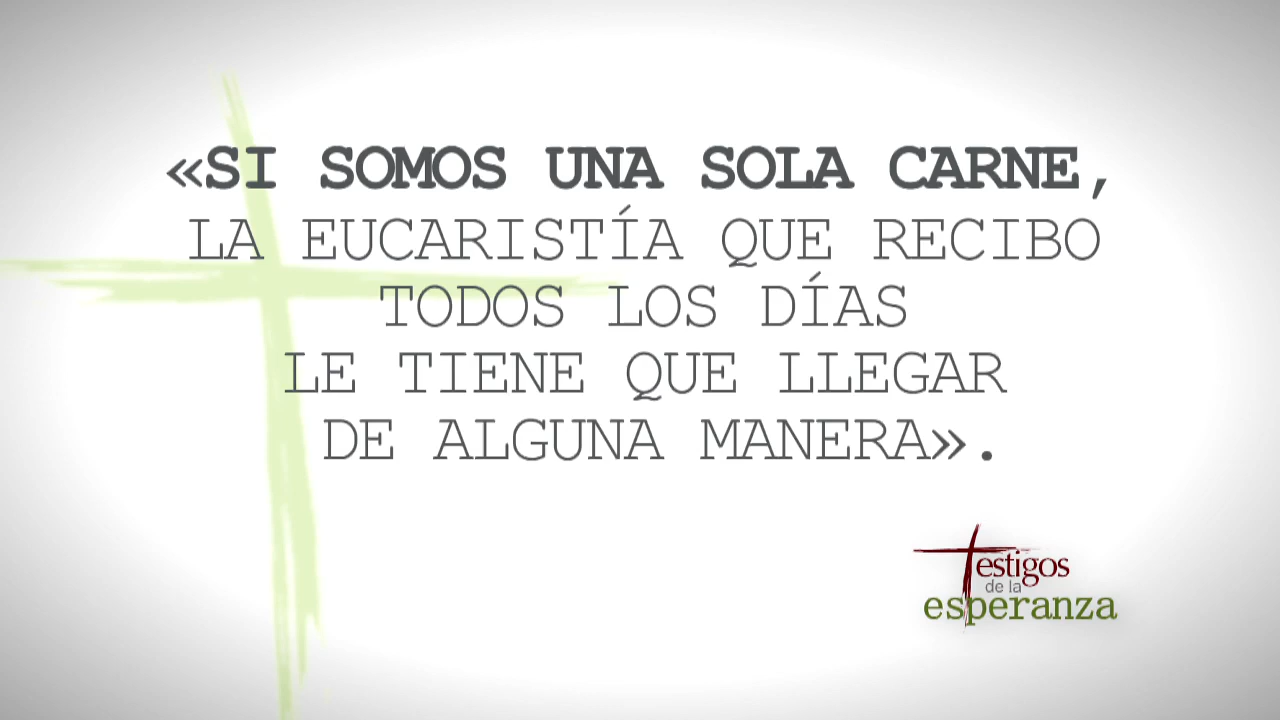 «SI SOMOS UNA SOLA CARNE,
LA EUCARISTÍA QUE RECIBO
TODOS LOS DÍAS
LE TIENE QUE LLEGAR
DE ALGUNA MANERA».
testigos
de la
esperanza